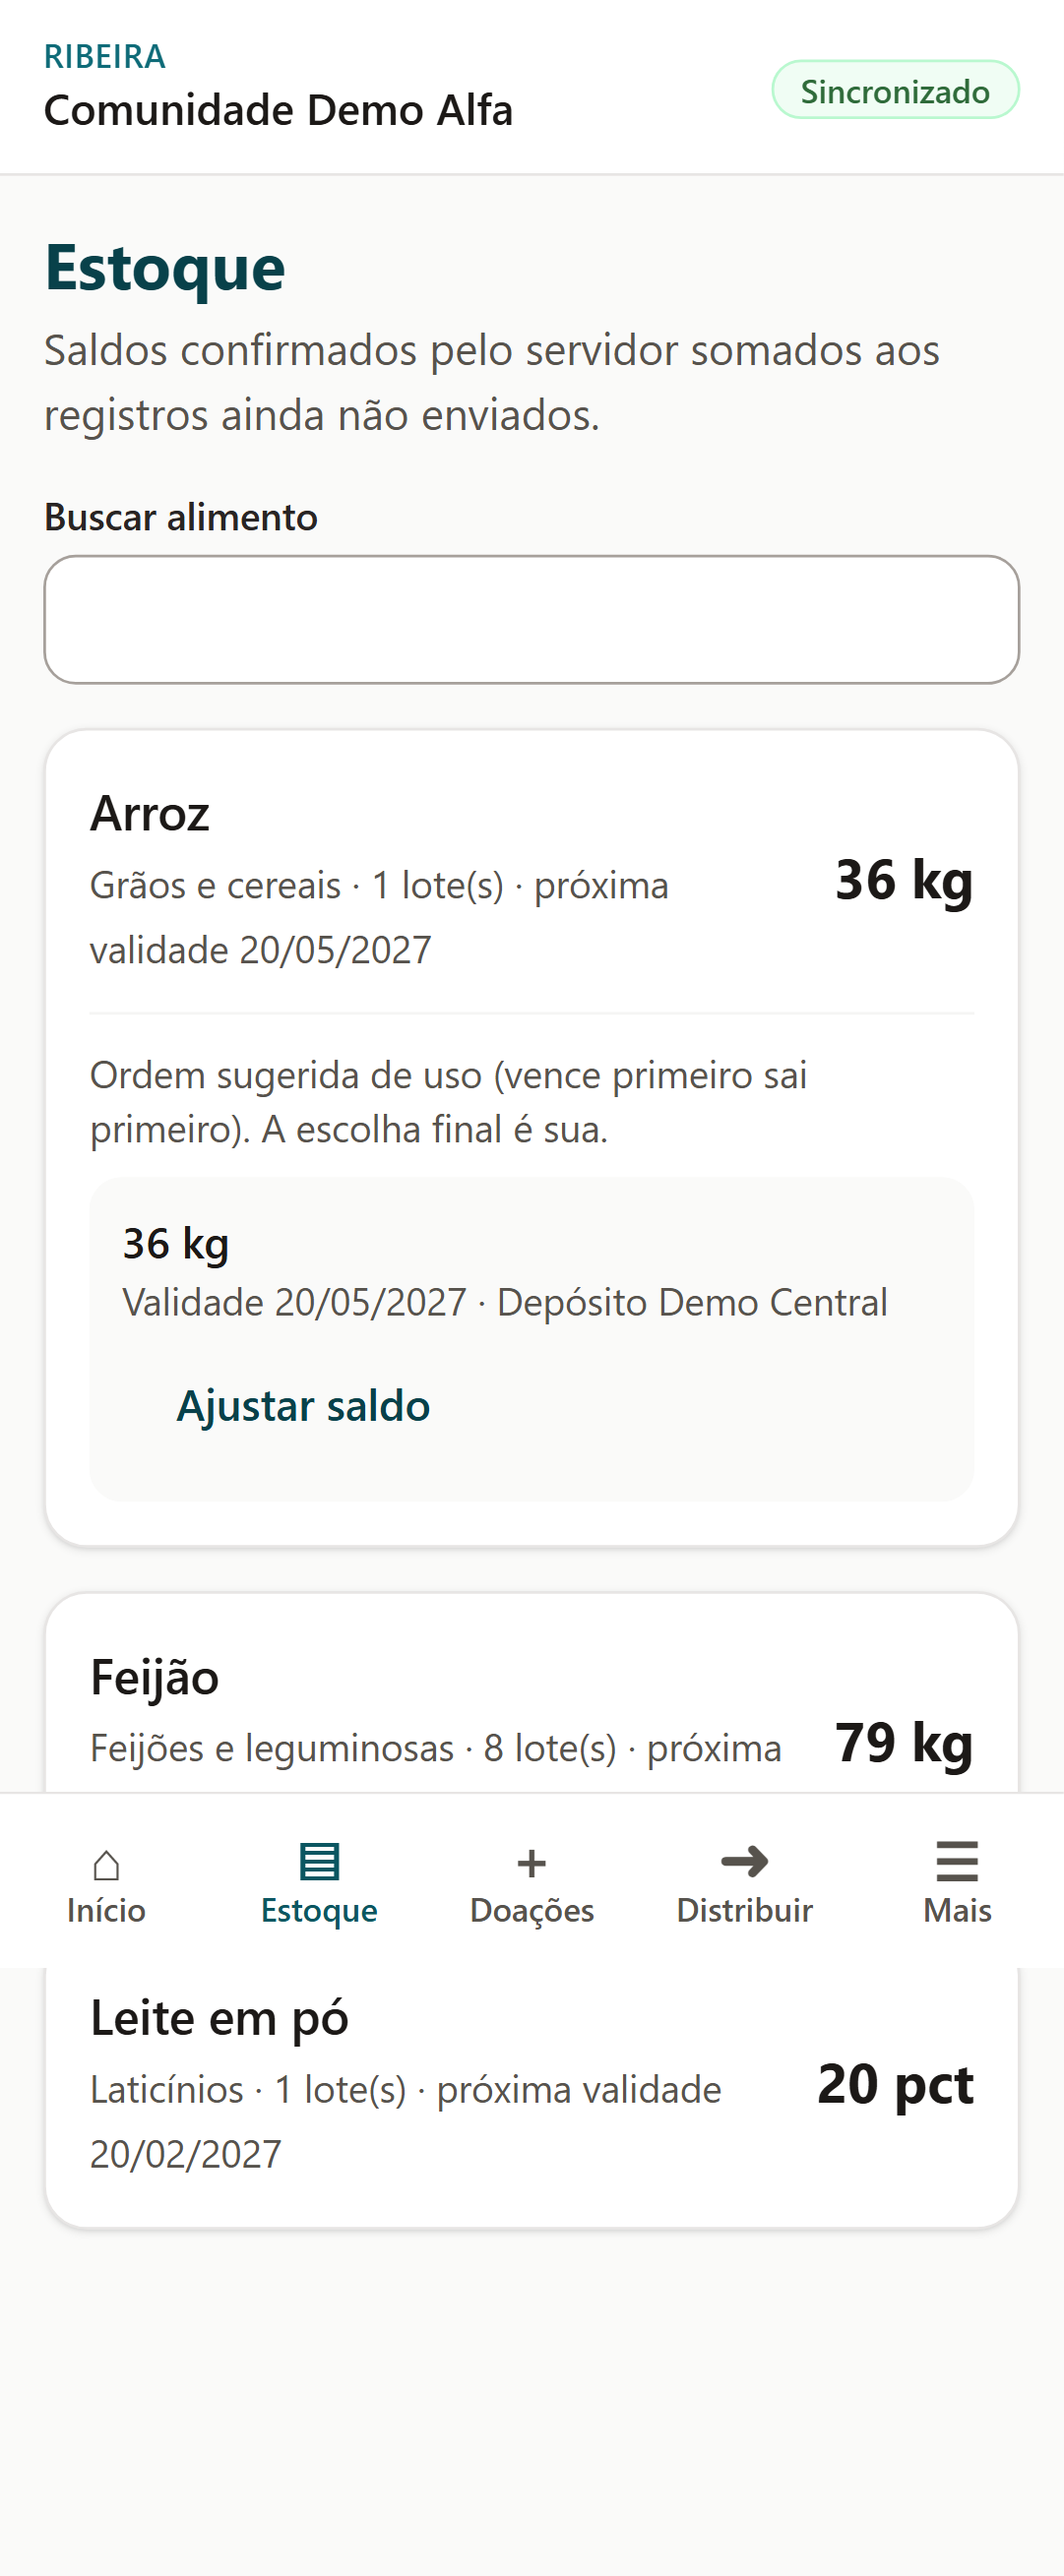 RIBEIRA
Comunidade Demo Alfa
Sincronizado
Estoque
Saldos confirmados pelo servidor somados aos
registros ainda não enviados.
Buscar alimento
Arroz
Grãos e cereais · 1 lote(s) · próxima
validade 20/05/2027
36 kg
Ordem sugerida de uso (vence primeiro sai
primeiro). A escolha final é sua.
36 kg
Validade 20/05/2027 · Depósito Demo Central
Ajustar saldo
Feijão
Feijões e leguminosas · 8 lote(s) · próxima
79 kg
Início
Estoque
Doações
Distribuir
Mais
Leite em pó
Laticínios · 1 lote(s) · próxima validade
20/02/2027
20 pct